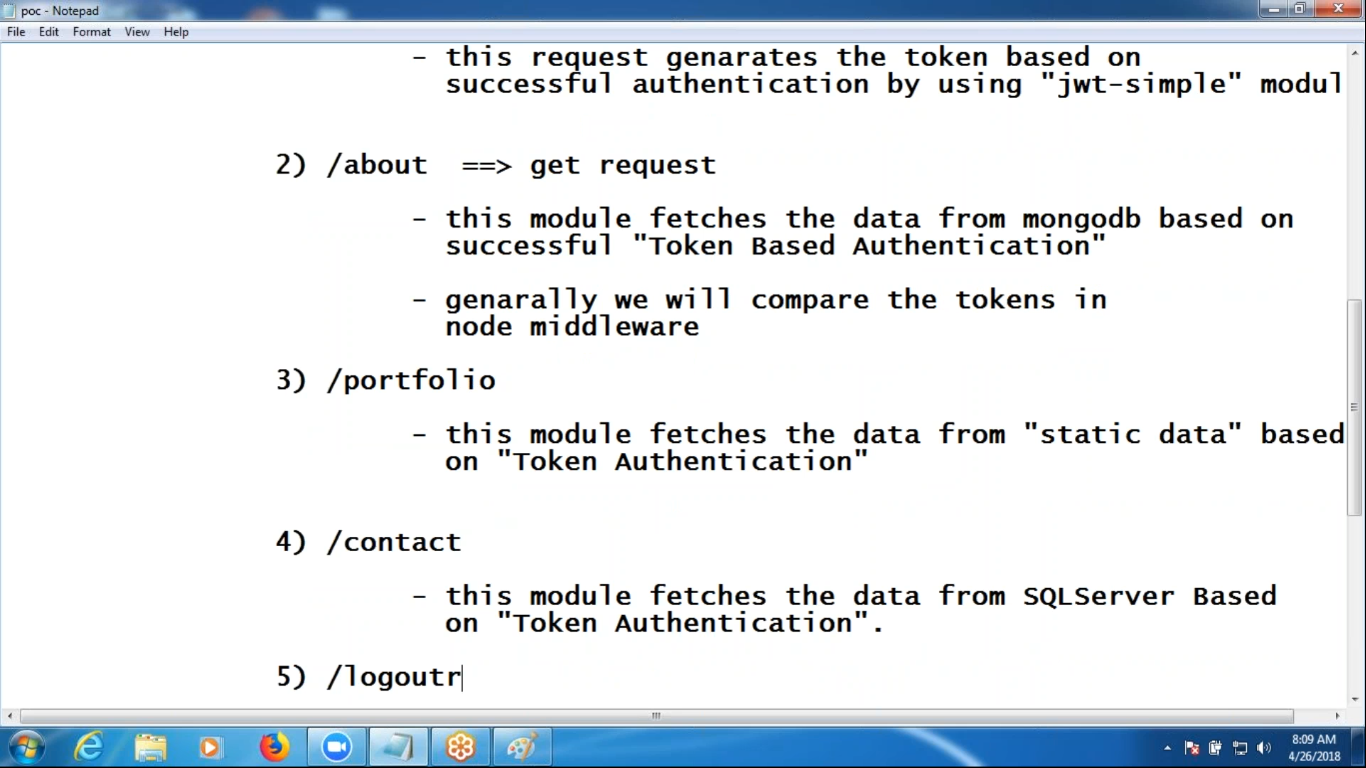 poc - Notepad
File Edit Format View Help
- this request genarates the token based on
successful authentication by using "jwt-simple" modul
2) /about ==> get request
- this module fetches the data from mongodb based on
successful "Token Based Authentication"
- genarally we will compare the tokens in
node middleware
3) /portfolio
- this module fetches the data from "static data" based
on "Token Authentication"
4) /contact
- this module fetches the data from SQLServer Based
on "Token Authentication".
5) /logoutr
8:09 AM
4/26/2018